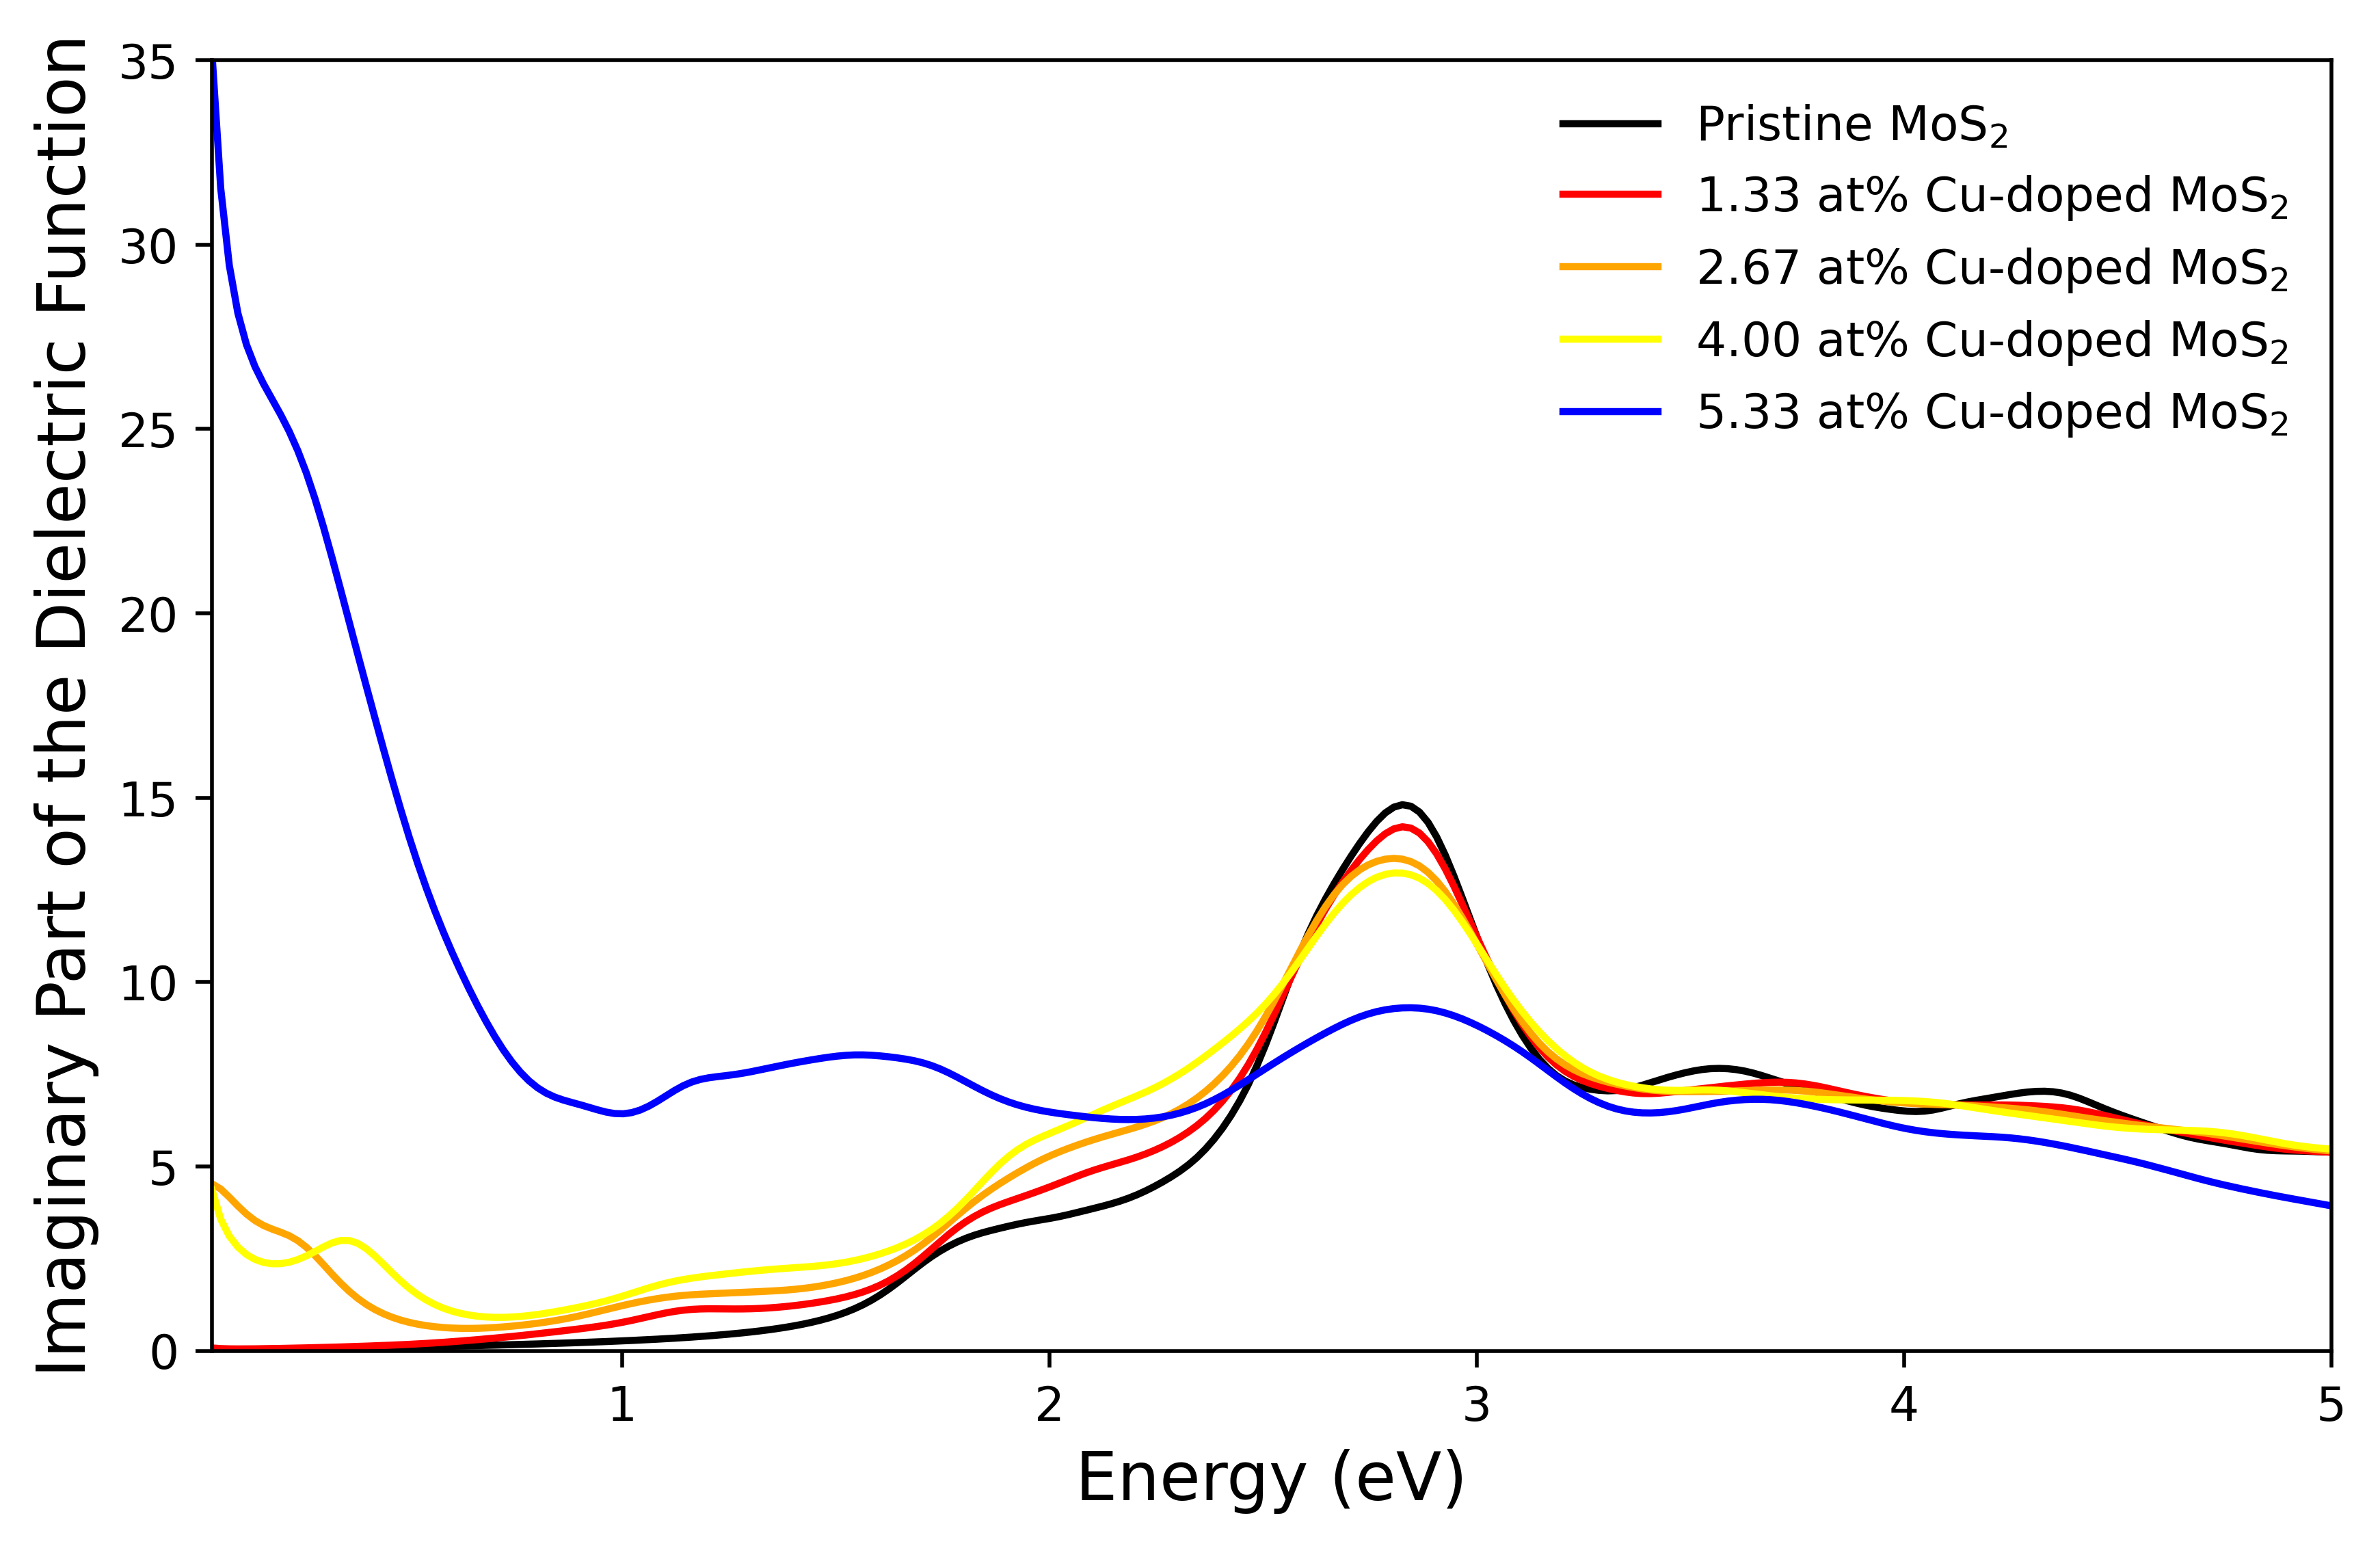 Imaginary Part of the Dielectric Function
35
30
25
20
15
10
5
0
Pristine MoS₂
1.33 at% Cu-doped MoS₂
2.67 at% Cu-doped MoS₂
4.00 at% Cu-doped MoS₂
5.33 at% Cu-doped MoS₂
1 2 3 4 5
Energy (eV)